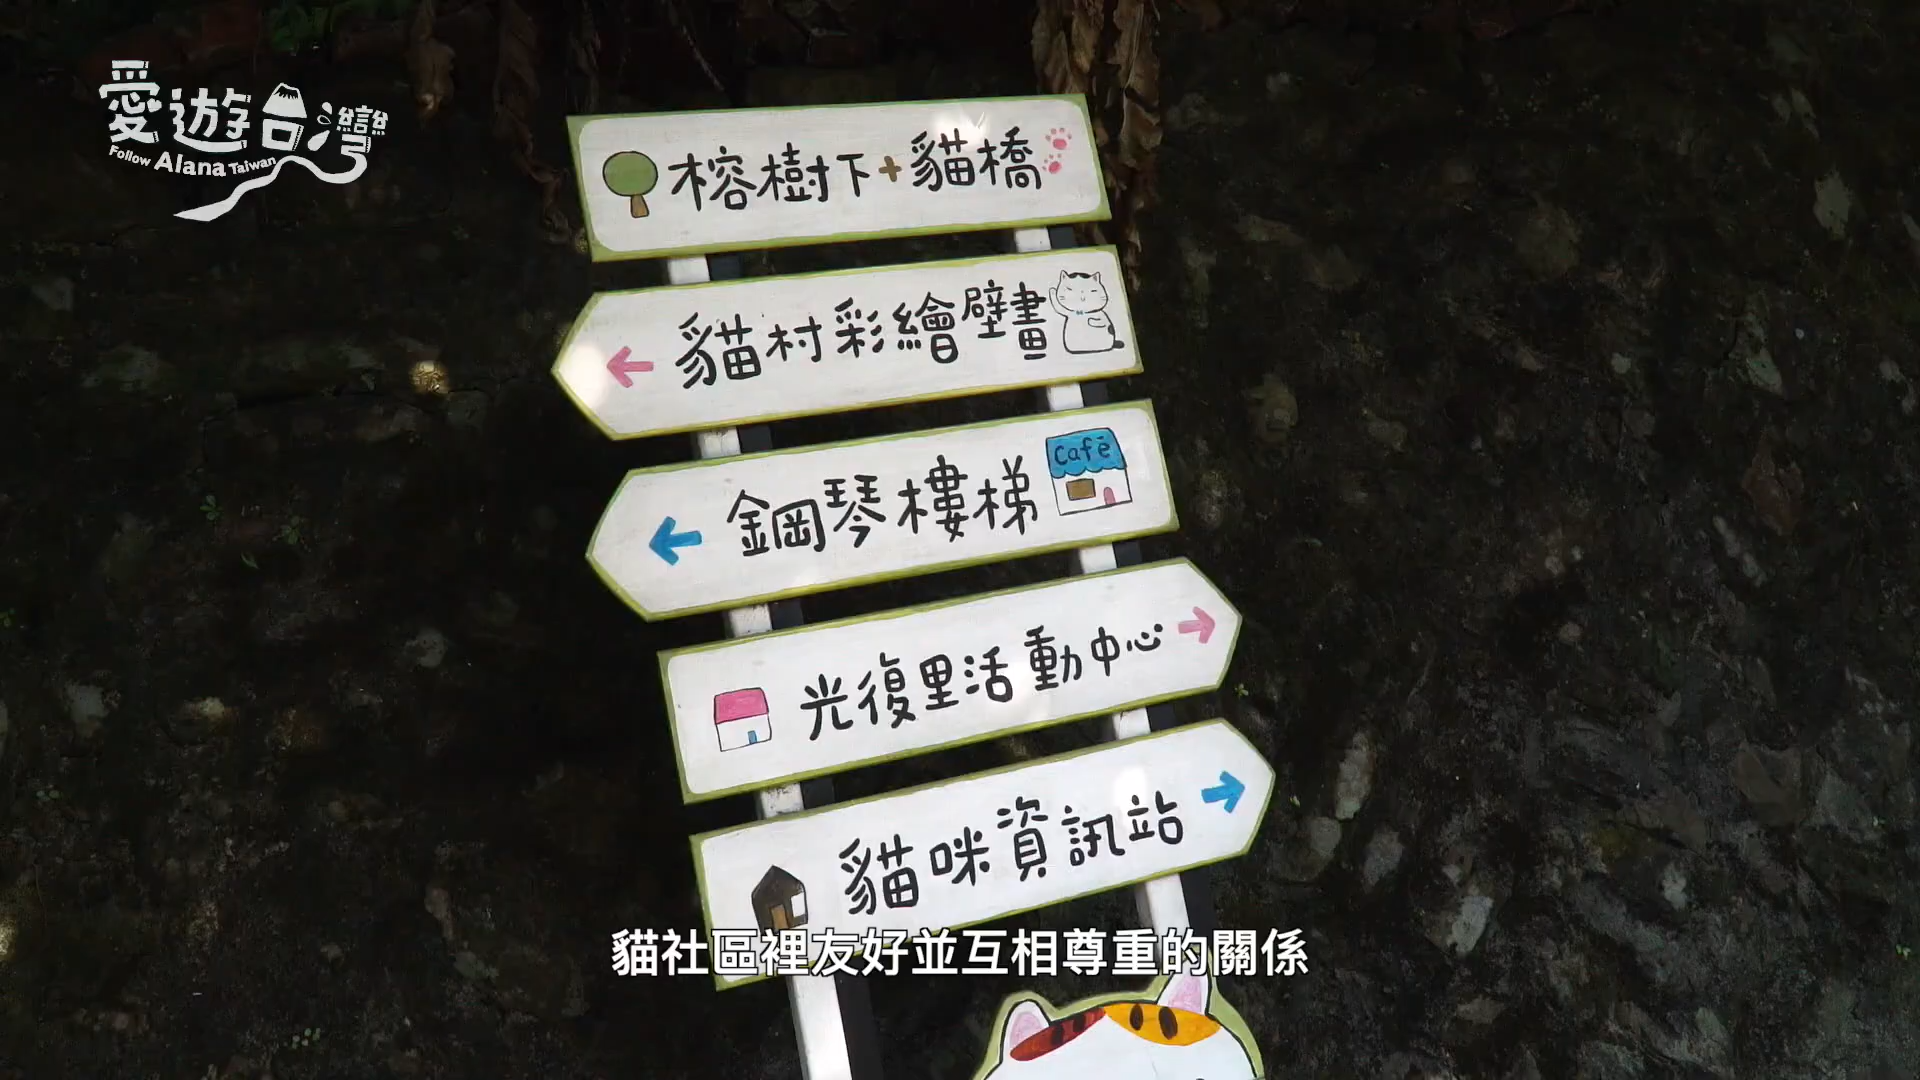 愛遊台灣
Follow Alana Taiwan
榕樹下+貓橋
貓村彩繪壁畫
鋼琴樓梯
Café
光復里活動中心
貓咪資訊站
貓社區裡友好並互相尊重的關係